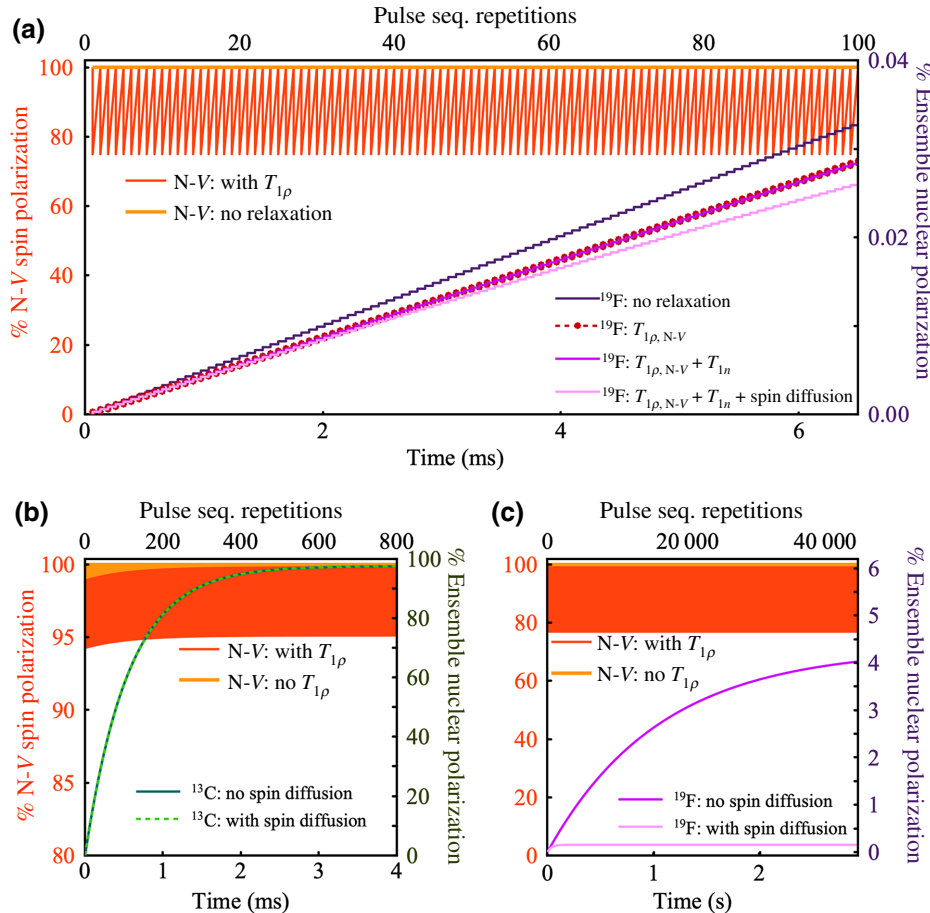 Pulse seq. repetitions
(a)
0 20 40 60 80 100
100 0.04
80
60
40 0.02
20
0 0.00
% N-V spin polarization
% Ensemble nuclear polarization
N-V: with T1ρ
N-V: no relaxation
19F: no relaxation
19F: T1ρ, N-V
19F: T1ρ, N-V + T1n
19F: T1ρ, N-V + T1n + spin diffusion
0 2 4 6
Time (ms)
(b)
Pulse seq. repetitions
0 200 400 600 800
100 100
95 80
90 60
40
85 20
80 0
% N-V spin polarization
% Ensemble nuclear polarization
N-V: with T1ρ
N-V: no T1ρ
13C: no spin diffusion
13C: with spin diffusion
0 1 2 3 4
Time (ms)
(c)
Pulse seq. repetitions
0 20 000 40 000
100 6
80 5
60 4
3
40 2
20 1
0 0
% Ensemble nuclear polarization
N-V: with T1ρ
N-V: no T1ρ
19F: no spin diffusion
19F: with spin diffusion
0 1 2
Time (s)